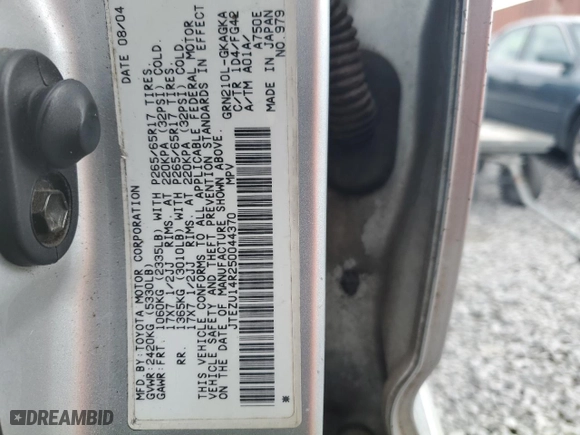 MFD.BY:TOYOTA MOTOR CORPORATION DATE 08/04
GVWR:2420KG (5330LB)
GAWR:FRT. 1060KG (2335LB) WITH P265/65R17 TIRES,
17X7 1/2JJ RIMS. AT 220KPA (32PSI) COLD
RR. 1365KG (3010LB) WITH P265/65R17 TIRES,
17X7 1/2JJ RIMS. AT 220KPA (32PSI) COLD
THIS VEHICLE CONFORMS TO ALL APPLICABLE FEDERAL MOTOR
VEHICLE SAFETY AND THEFT PREVENTION STANDARDS IN EFFECT
ON THE DATE OF MANUFACTURE SHOWN ABOVE.
JTEZU14R250044370 GRN210L-GKAGKA
MPV C/TR 1D4/FG42
A/TM A01A/
A750E
MADE IN JAPAN
* NO.979
DREAMBID